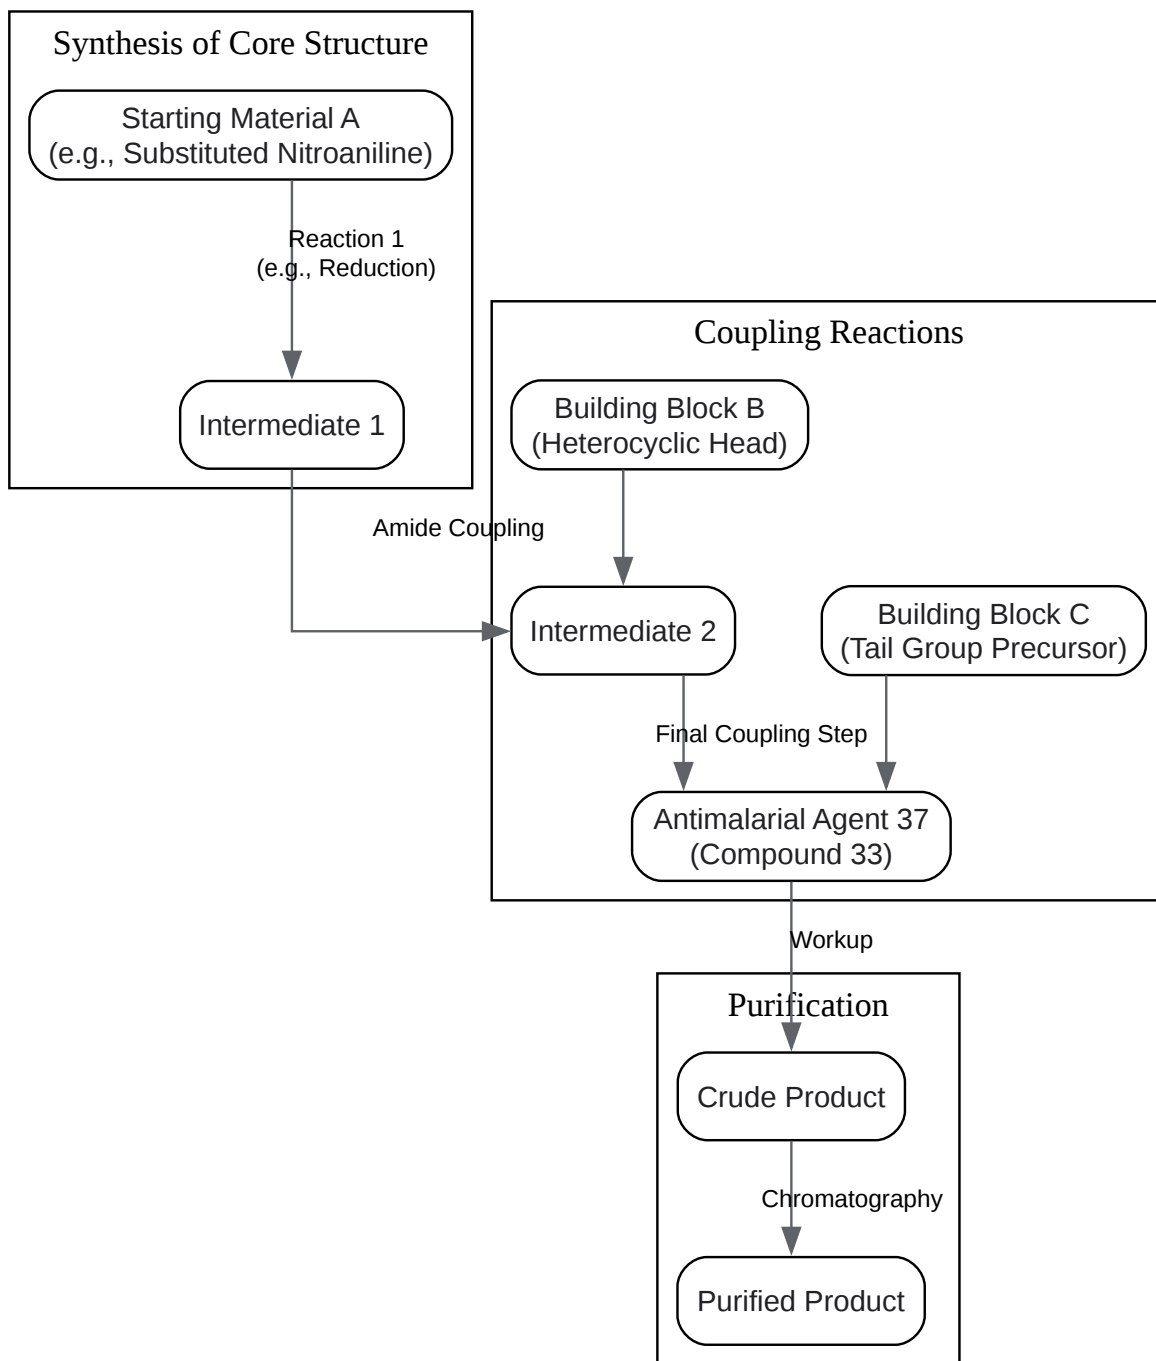 Synthesis of Core Structure
Starting Material A
(e.g., Substituted Nitroaniline)
Reaction 1
(e.g., Reduction)
Intermediate 1
Coupling Reactions
Building Block B
(Heterocyclic Head)
Amide Coupling
Intermediate 2
Building Block C
(Tail Group Precursor)
Final Coupling Step
Antimalarial Agent 37
(Compound 33)
Workup
Purification
Crude Product
Chromatography
Purified Product